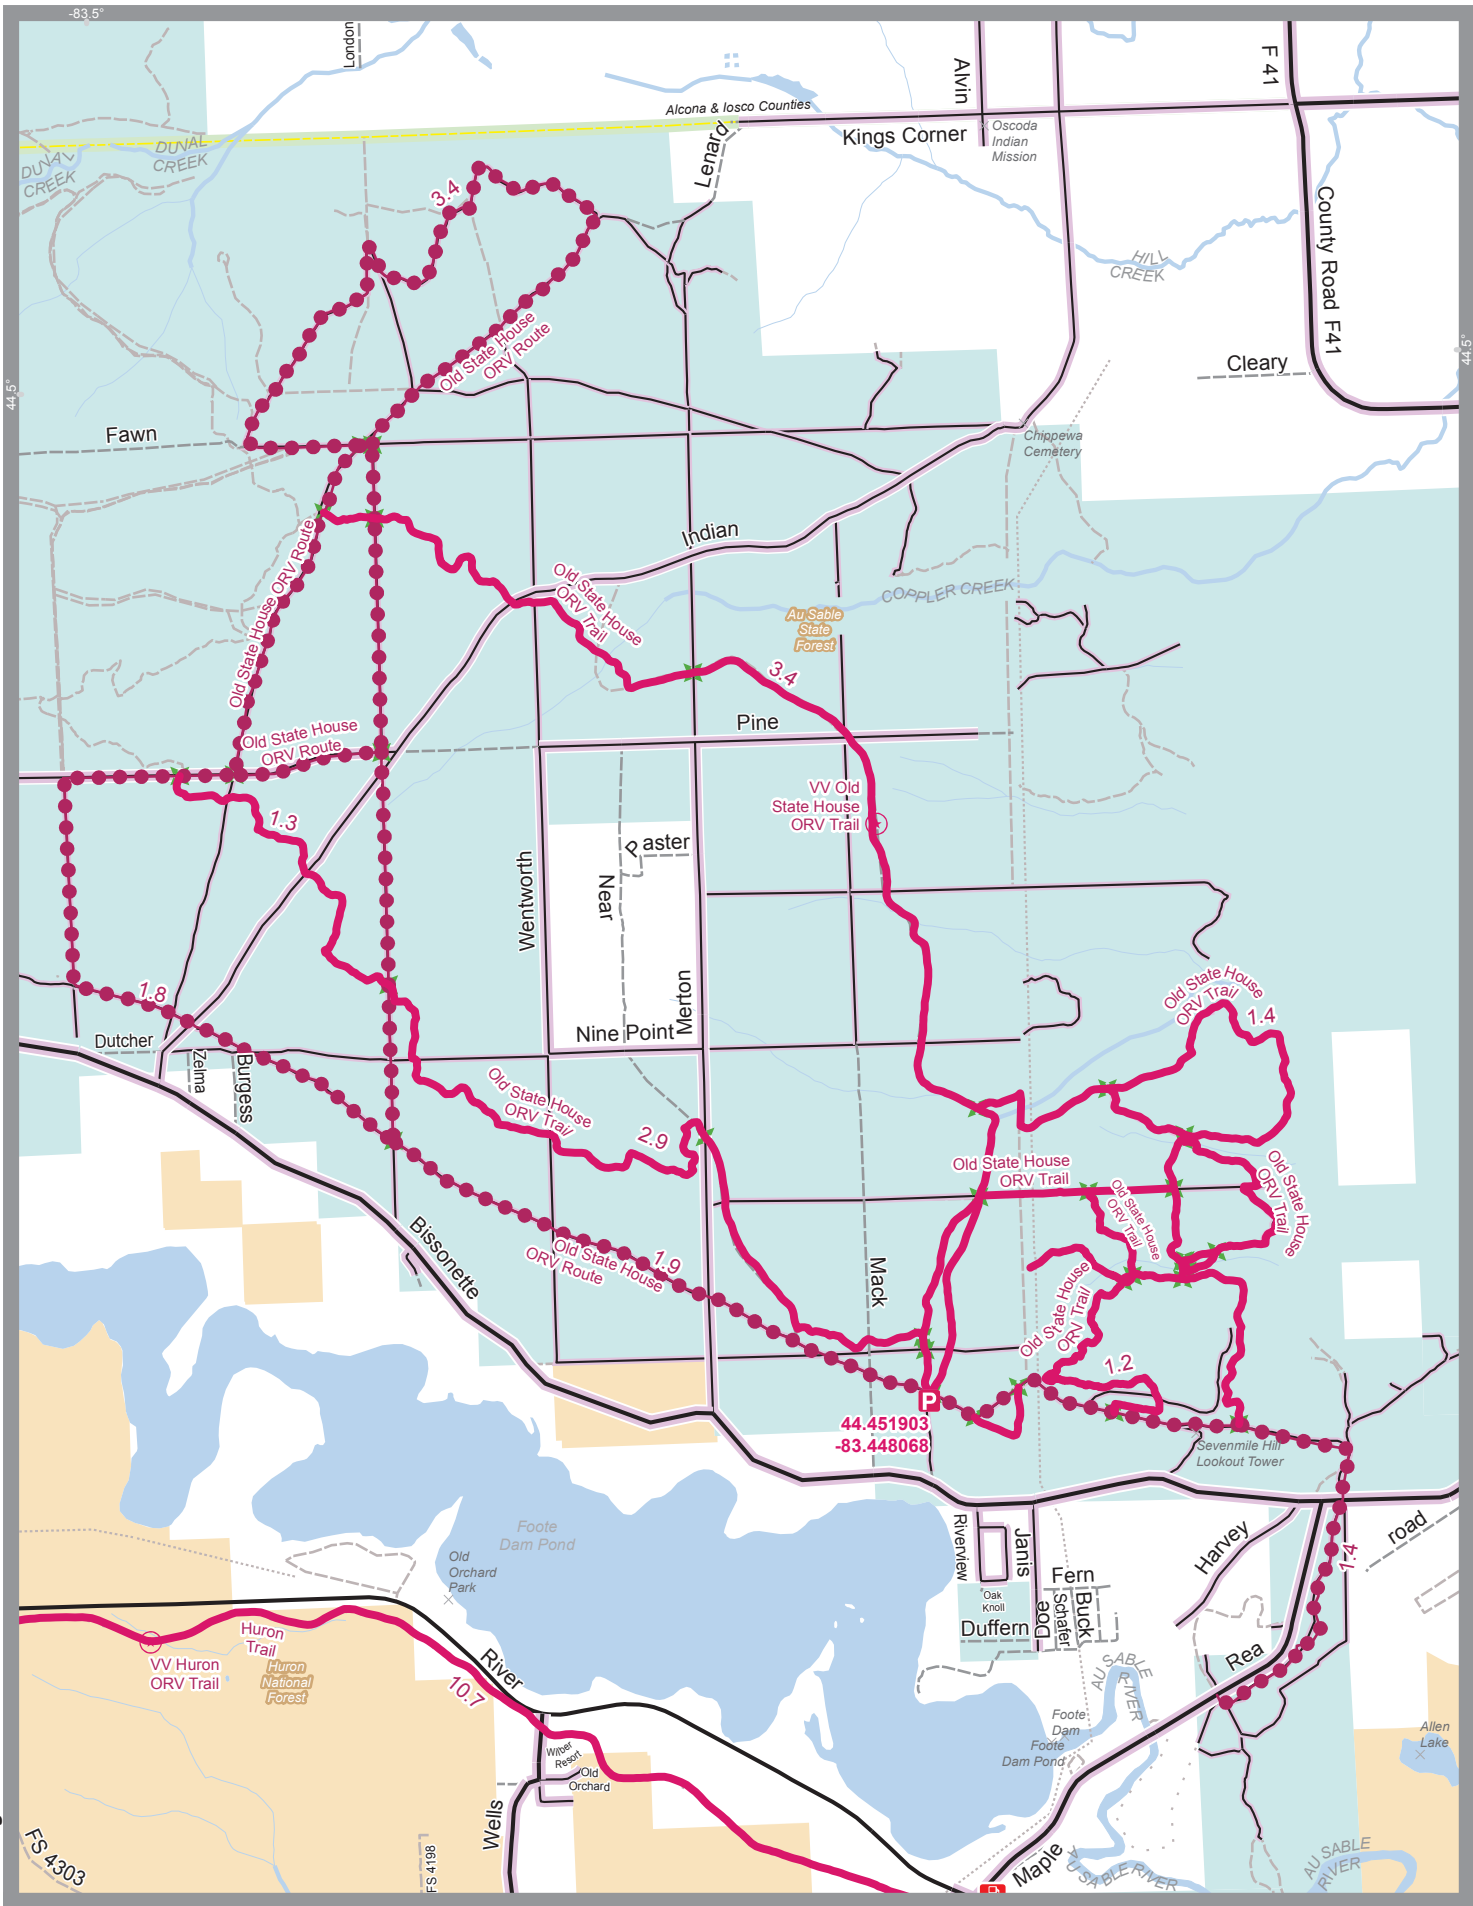 -83.5°
London
Alvin
F 41
Alcona & Iosco Counties
Kings Corner
Oscoda
Indian
Mission
Lenard
DUVAL
CREEK
DUVAL
CREEK
3.4
County Road F41
HILL
CREEK
Old State House
ORV Route
44.5°
44.5°
Cleary
Fawn
Chippewa
Cemetery
Indian
Old State House ORV Route
Old State House
ORV Trail
COPPLER CREEK
Au Sable
State
Forest
3.4
Old State House
ORV Route
Pine
VV Old
State House
ORV Trail
1.3
Paster
Near
Wentworth
Merton
Nine Point
1.8
Dutcher
Zelma
Burgess
Old State House
ORV Trail
1.4
Old State House
ORV Trail
2.9
Old State House
ORV Trail
Old State House
ORV Trail
Old State House
ORV Trail
Bissonette
Old State House
ORV Route
1.9
Mack
Old State House
ORV Trail
1.2
P
44.451903
-83.448068
Sevenmile Hill
Lookout Tower
Foote
Dam Pond
Old
Orchard
Park
Riverview
Janis
Oak
Knoll
Duffern
Doe
Fern
Schafer
Buck
Harvey
road
1.4
Rea
Huron
Trail
VV Huron
ORV Trail
Huron
National
Forest
River
10.7
Wilber
Resort
Old
Orchard
Wells
AU SABLE
RIVER
Foote
Dam
Foote
Dam Pond
Allen
Lake
FS 4303
FS 4198
Maple
AU SABLE RIVER
AU SABLE
RIVER